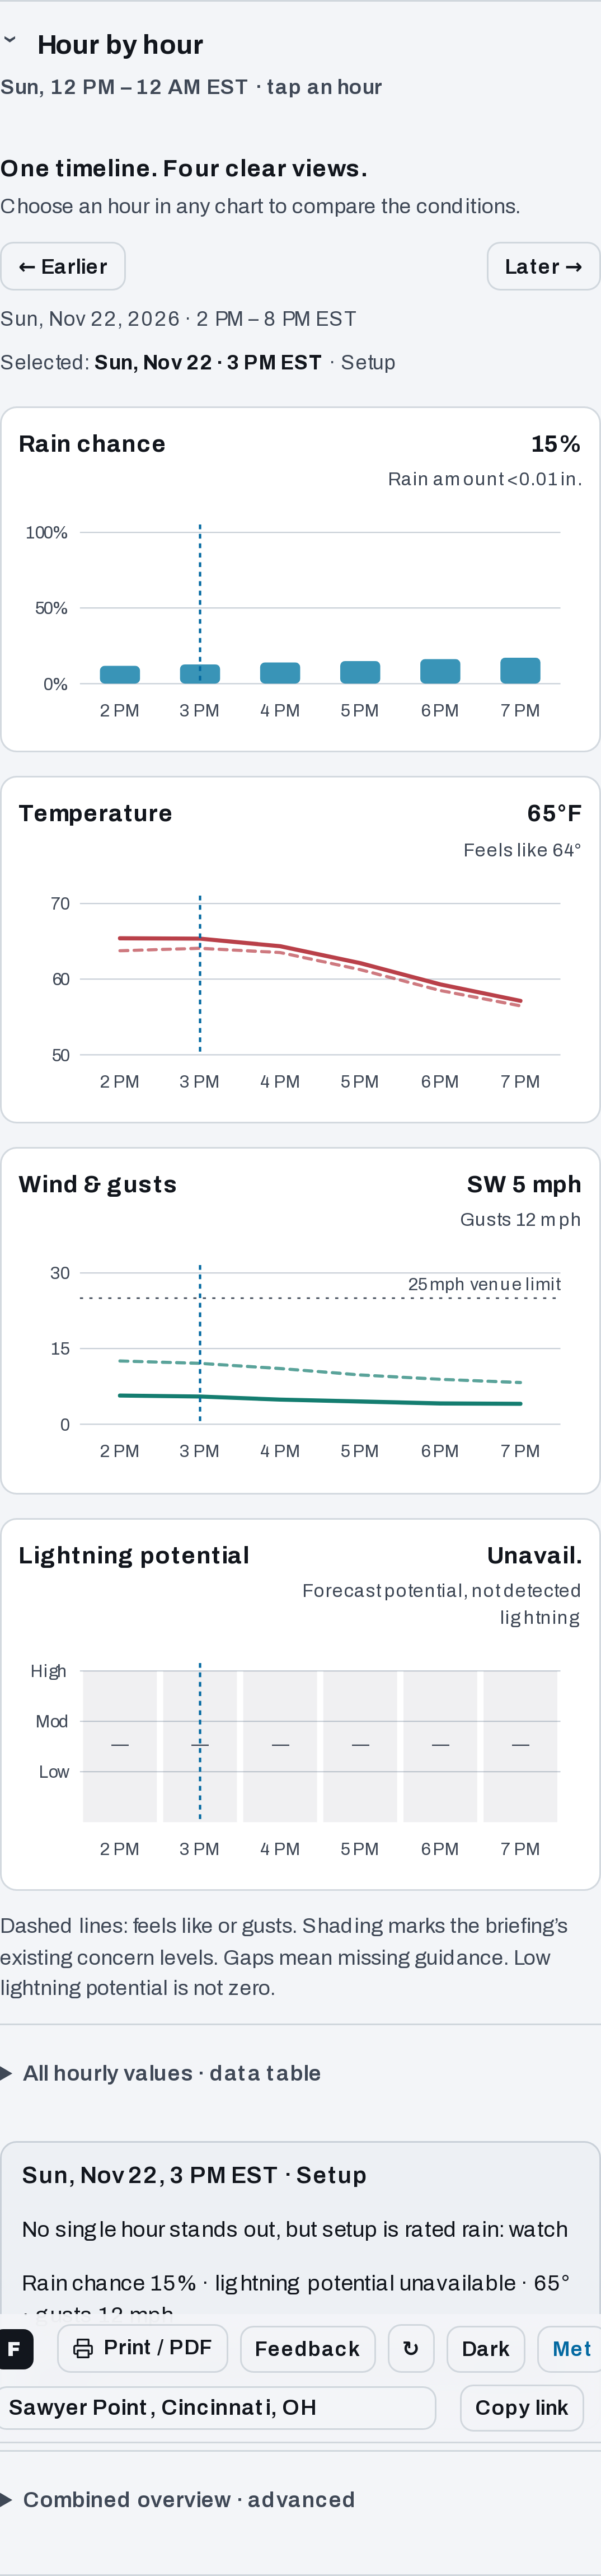 Hour by hour
Sun, 12 PM – 12 AM EST · tap an hour
One timeline. Four clear views.
Choose an hour in any chart to compare the conditions.
← Earlier
Later →
Sun, Nov 22, 2026 · 2 PM – 8 PM EST
Selected: Sun, Nov 22 · 3 PM EST · Setup
Rain chance
15%
Rain amount <0.01 in.
100%
50%
0%
2 PM 3 PM 4 PM 5 PM 6 PM 7 PM
Temperature
65°F
Feels like 64°
70
60
50
2 PM 3 PM 4 PM 5 PM 6 PM 7 PM
Wind & gusts
SW 5 mph
Gusts 12 mph
30
25 mph venue limit
15
0
2 PM 3 PM 4 PM 5 PM 6 PM 7 PM
Lightning potential
Unavail.
Forecast potential, not detected
lightning
High
Mod
— — — — — —
Low
2 PM 3 PM 4 PM 5 PM 6 PM 7 PM
Dashed lines: feels like or gusts. Shading marks the briefing's
existing concern levels. Gaps mean missing guidance. Low
lightning potential is not zero.
▶ All hourly values · data table
Sun, Nov 22, 3 PM EST · Setup
No single hour stands out, but setup is rated rain: watch
Rain chance 15% · lightning potential unavailable · 65°
· gusts 12 mph
F
Print / PDF
Feedback
↻
Dark
Met
Sawyer Point, Cincinnati, OH
Copy link
▶ Combined overview · advanced